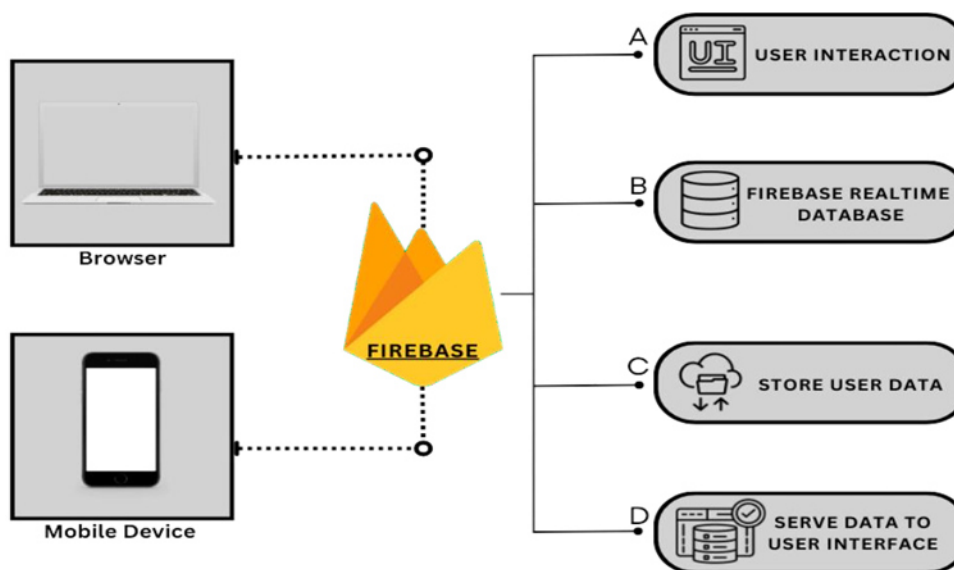 Browser
Mobile Device
FIREBASE
A
UI
USER INTERACTION
B
FIREBASE REALTIME
DATABASE
C
STORE USER DATA
D
SERVE DATA TO
USER INTERFACE